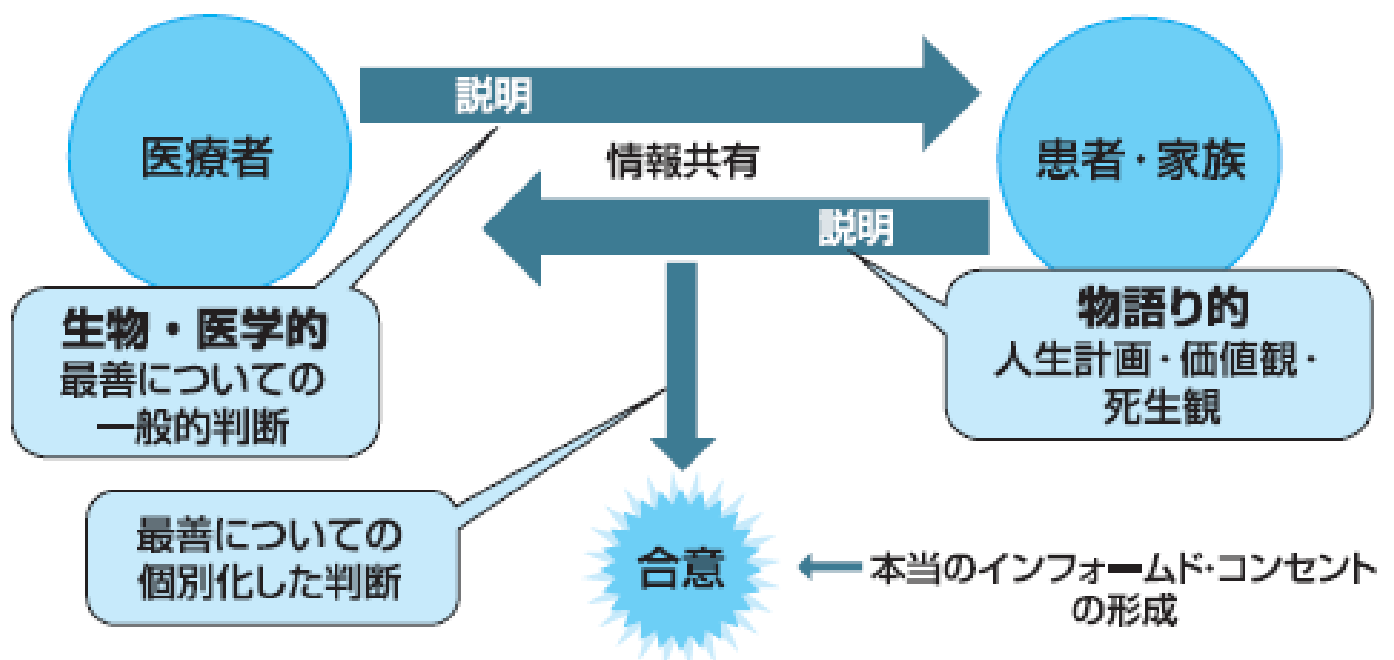 説明
医療者
情報共有
患者・家族
説明
生物・医学的
最善についての
一般的判断
物語り的
人生計画・価値観・
死生観
最善についての
個別化した判断
合意
本当のインフォームド・コンセント
の形成